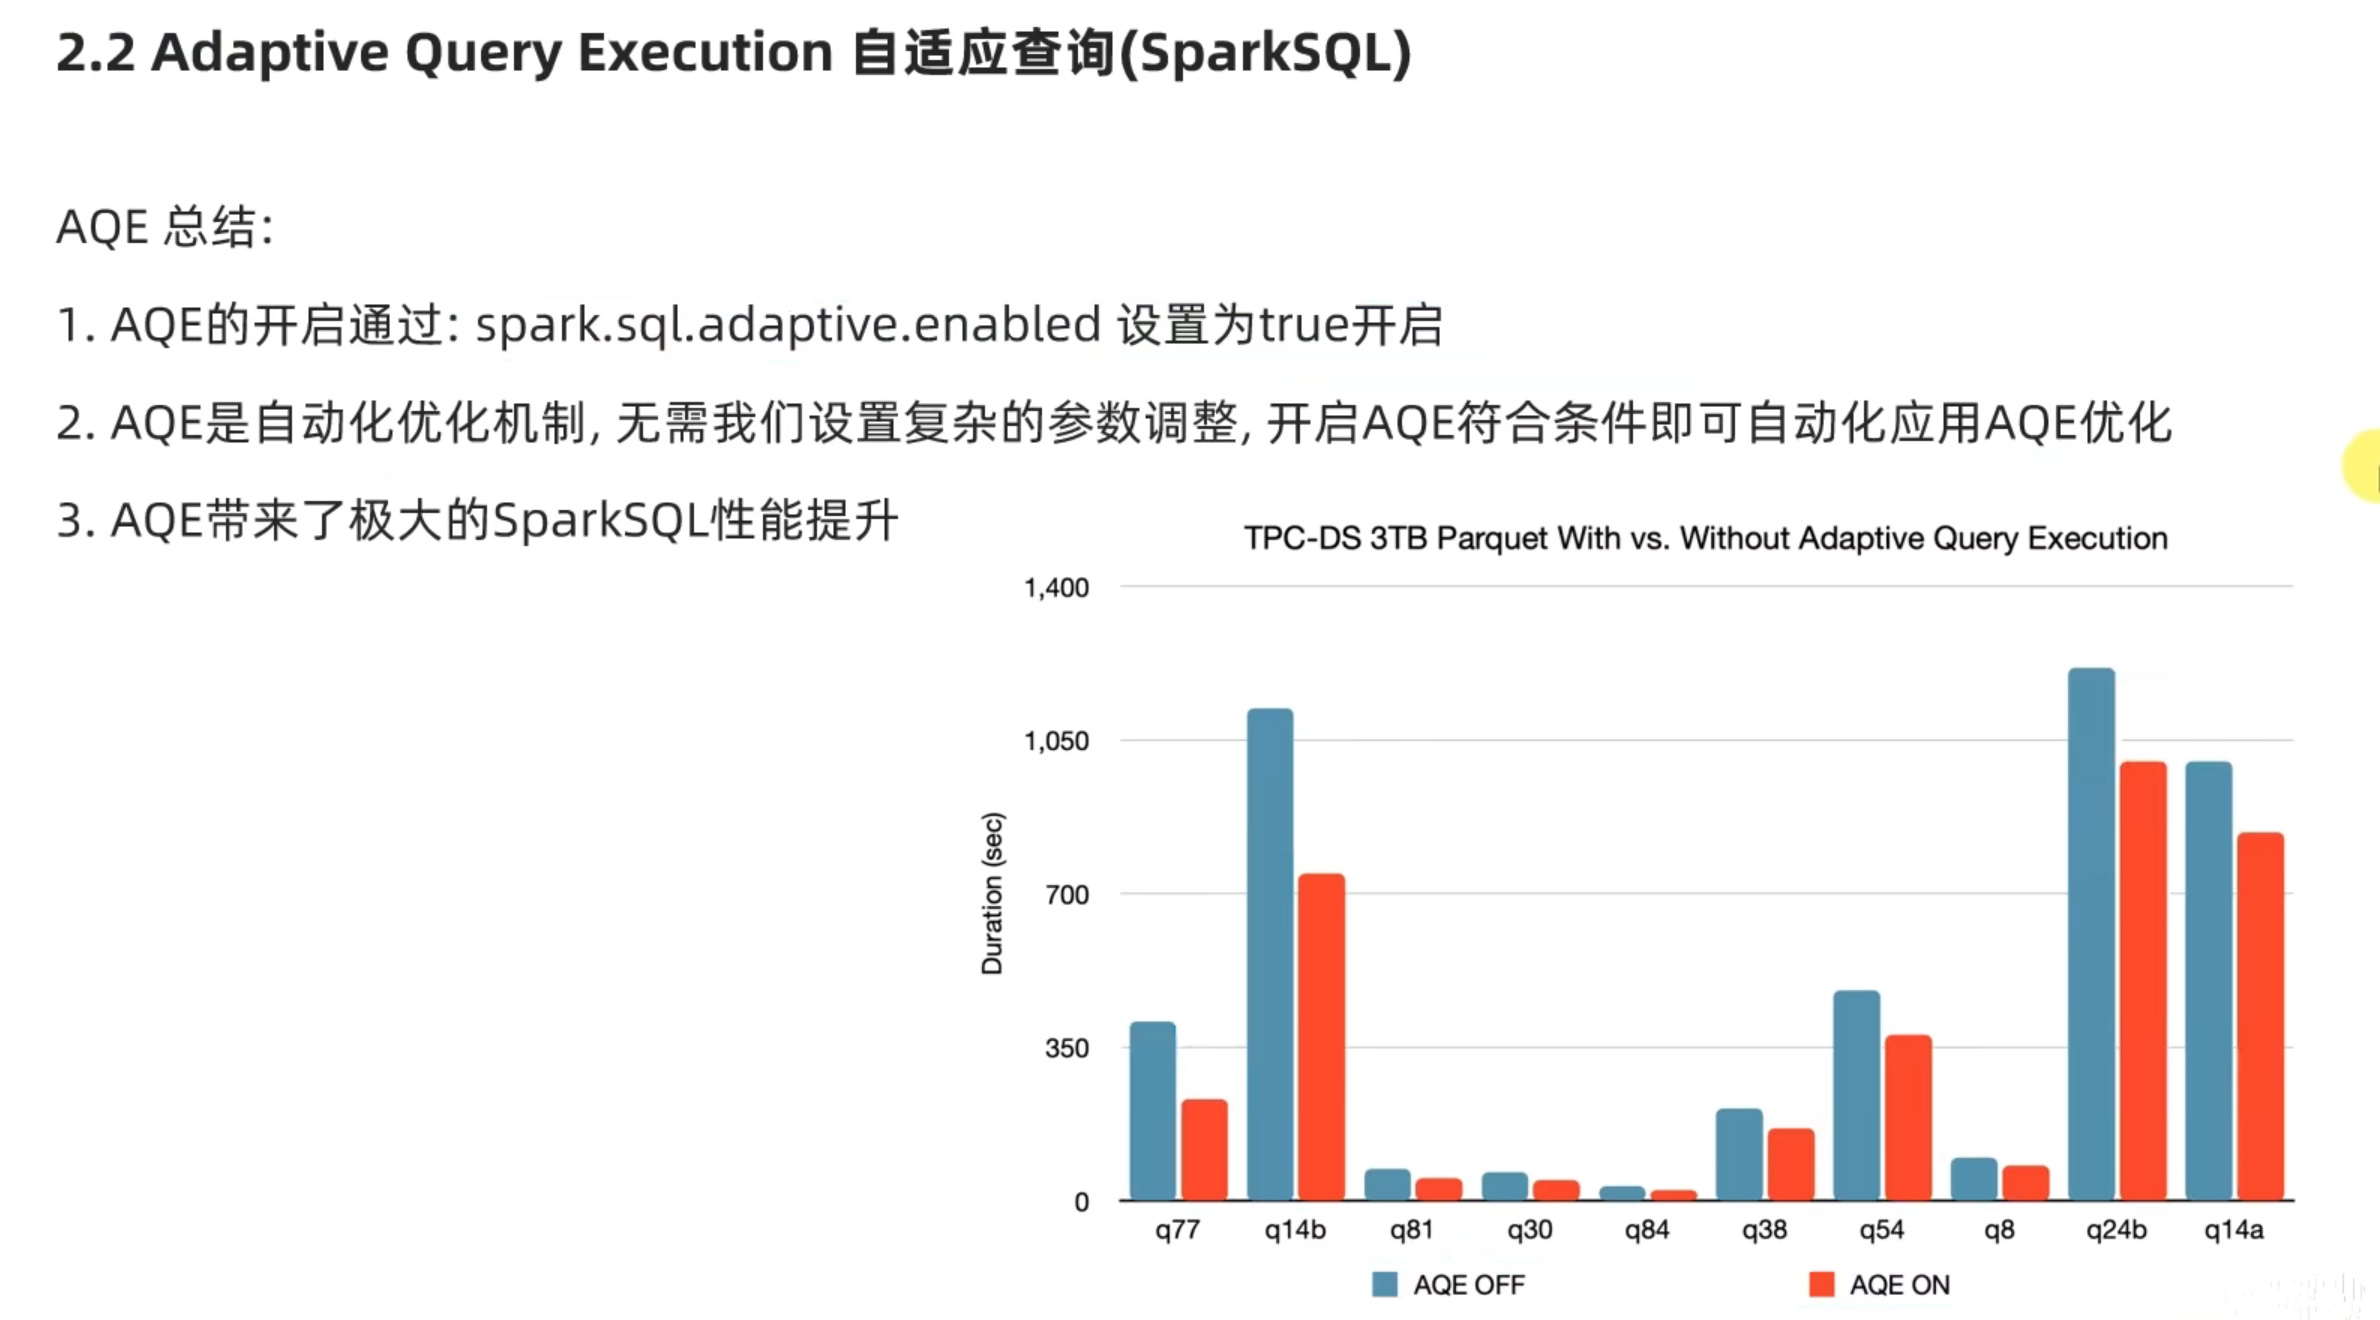 2.2 Adaptive Query Execution 自适应查询(SparkSQL)
AQE 总结:
1. AQE的开启通过: spark.sql.adaptive.enabled 设置为true开启
2. AQE是自动化优化机制, 无需我们设置复杂的参数调整, 开启AQE符合条件即可自动化应用AQE优化
3. AQE带来了极大的SparkSQL性能提升
TPC-DS 3TB Parquet With vs. Without Adaptive Query Execution
1,400
1,050
700
350
0
Duration (sec)
q77 q14b q81 q30 q84 q38 q54 q8 q24b q14a
AQE OFF AQE ON